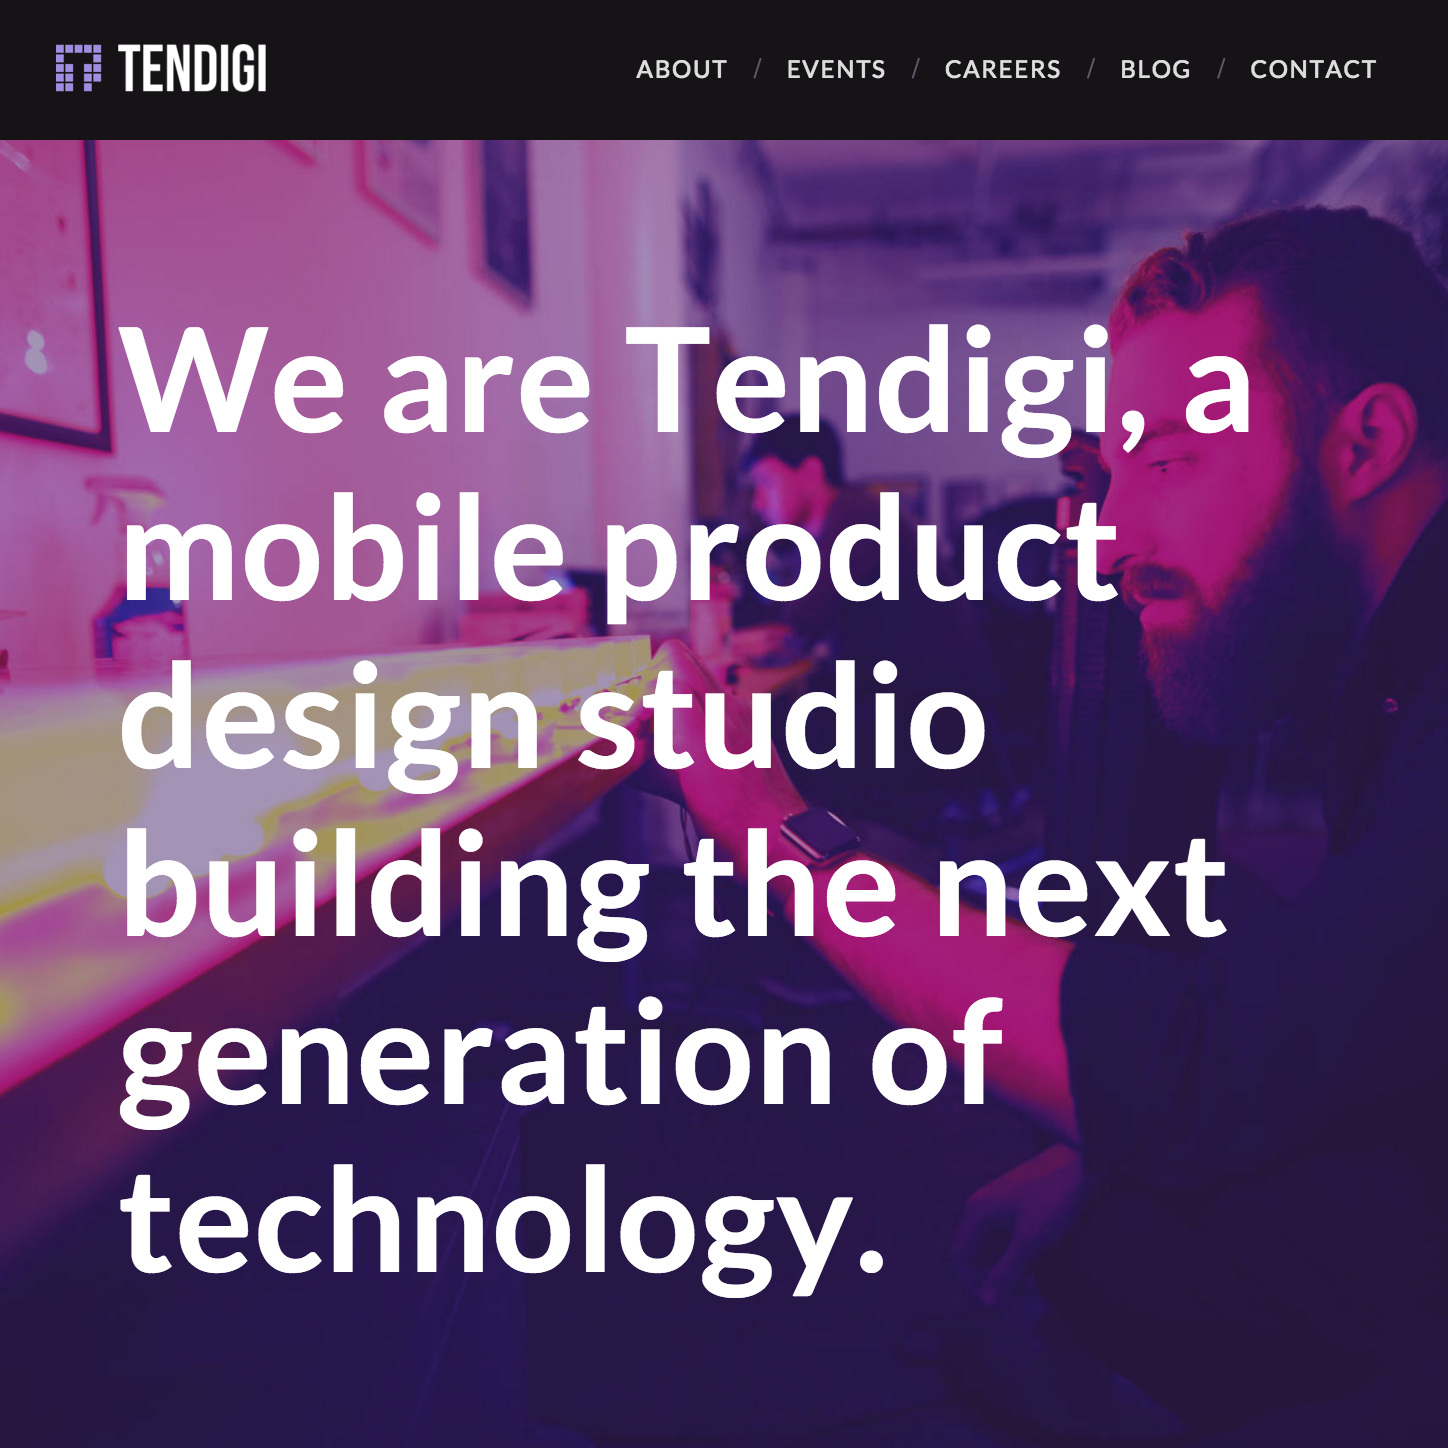 TENDIGI
ABOUT / EVENTS / CAREERS / BLOG / CONTACT
We are Tendigi, a
mobile product
design studio
building the next
generation of
technology.